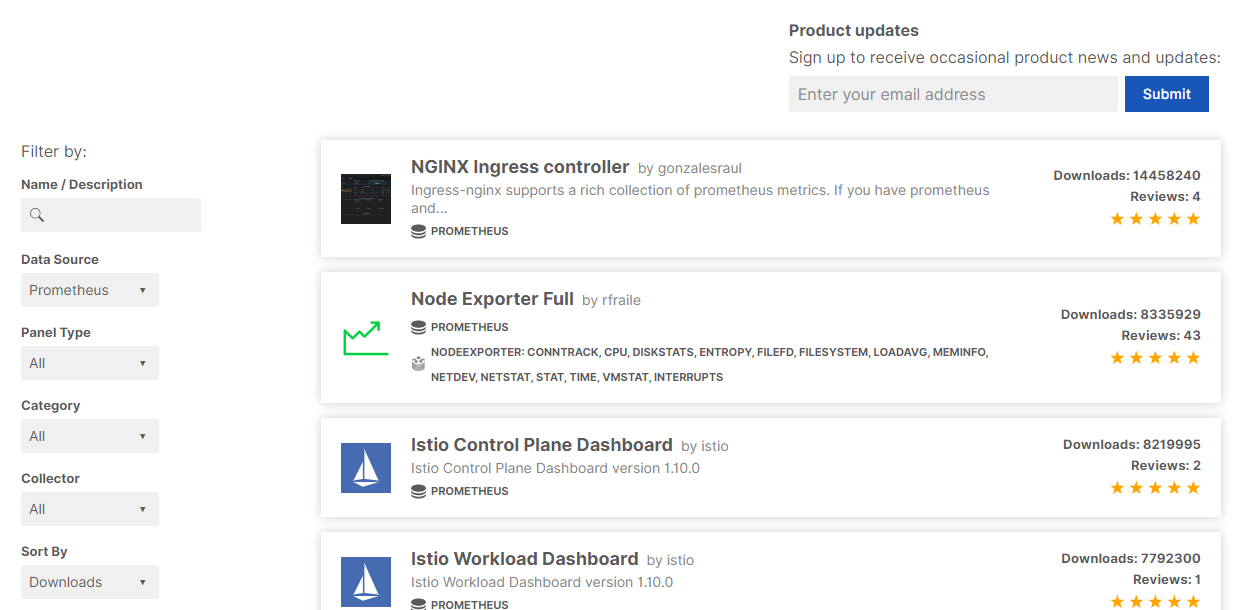 Product updates
Sign up to receive occasional product news and updates:
Enter your email address
Submit
Filter by:
Name / Description
Data Source
Prometheus
Panel Type
All
Category
All
Collector
All
Sort By
Downloads
NGINX Ingress controller by gonzalesraul
Ingress-nginx supports a rich collection of prometheus metrics. If you have prometheus
and...
PROMETHEUS
Downloads: 14458240
Reviews: 4
Node Exporter Full by rfraile
PROMETHEUS
NODEEXPORTER: CONNTRACK, CPU, DISKSTATS, ENTROPY, FILEFD, FILESYSTEM, LOADAVG, MEMINFO,
NETDEV, NETSTAT, STAT, TIME, VMSTAT, INTERRUPTS
Downloads: 8335929
Reviews: 43
Istio Control Plane Dashboard by istio
Istio Control Plane Dashboard version 1.10.0
PROMETHEUS
Downloads: 8219995
Reviews: 2
Istio Workload Dashboard by istio
Istio Workload Dashboard version 1.10.0
PROMETHEUS
Downloads: 7792300
Reviews: 1